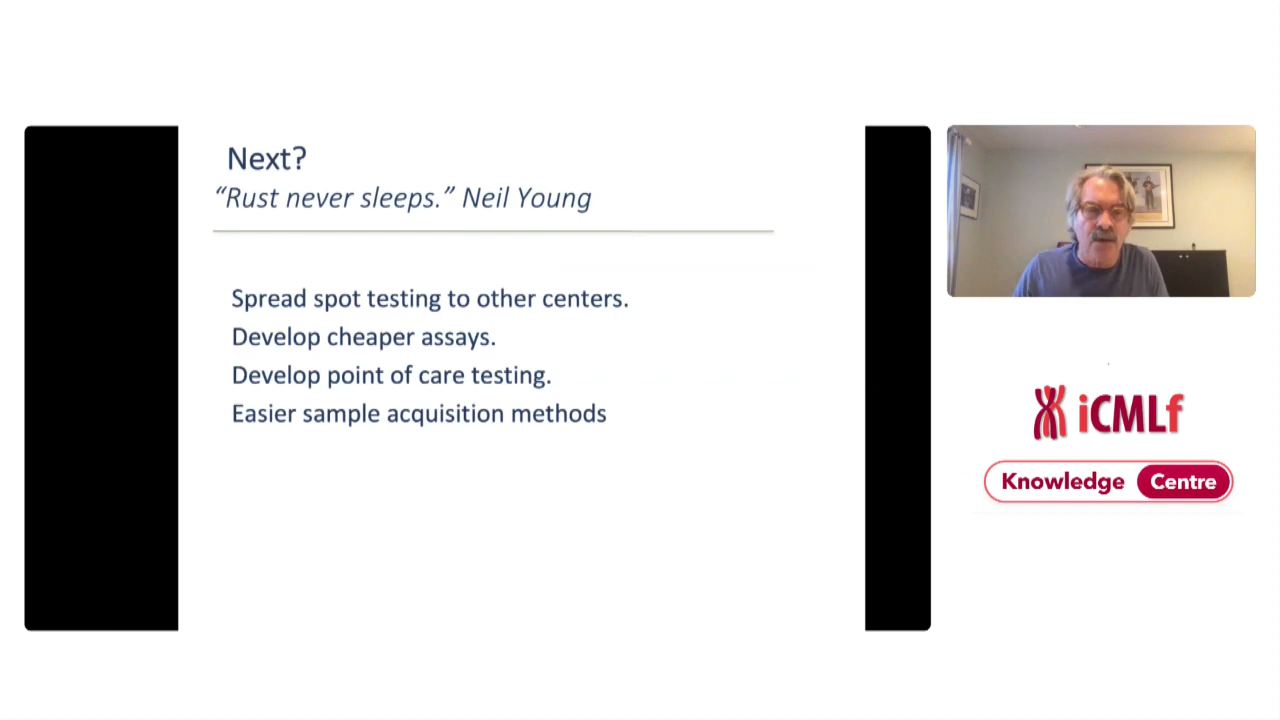 Next?
“Rust never sleeps.” Neil Young
Spread spot testing to other centers.
Develop cheaper assays.
Develop point of care testing.
Easier sample acquisition methods
iCMLf
Knowledge Centre